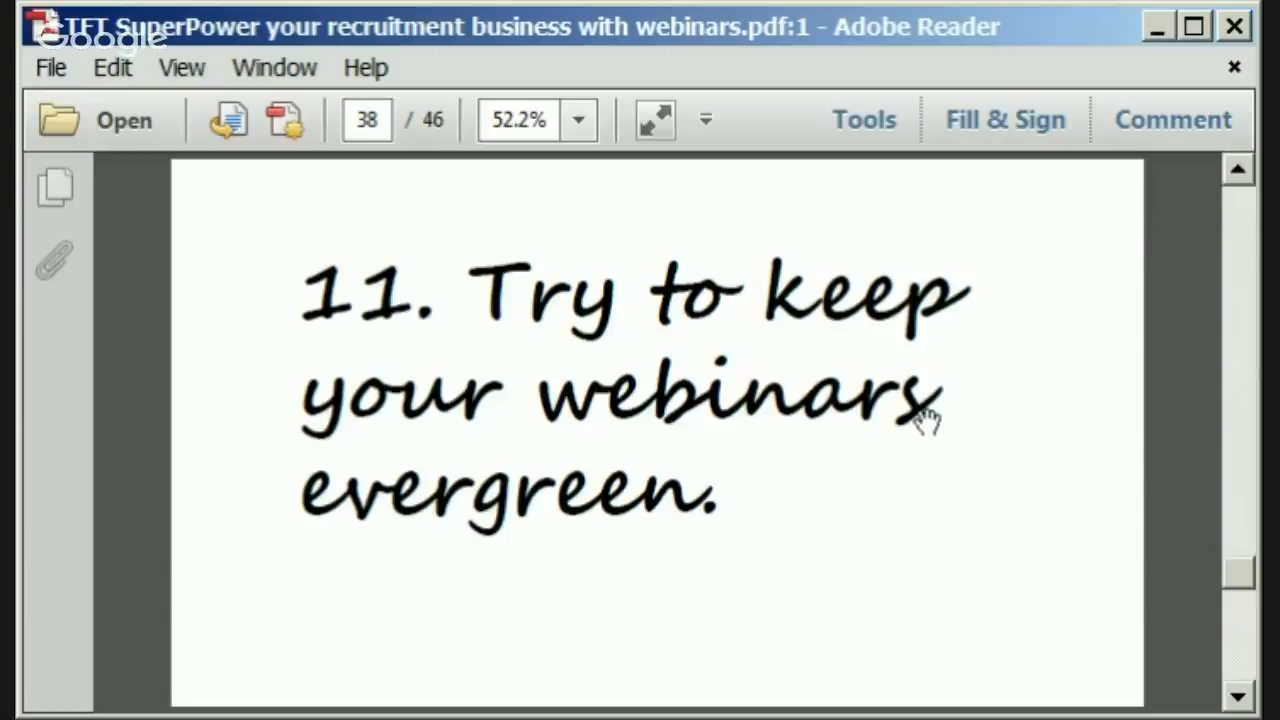 TFT SuperPower your recruitment business with webinars.pdf:1 - Adobe Reader
Google
File Edit View Window Help
Open 38 / 46 52.2% Tools Fill & Sign Comment
11. Try to keep
your webinars
evergreen.